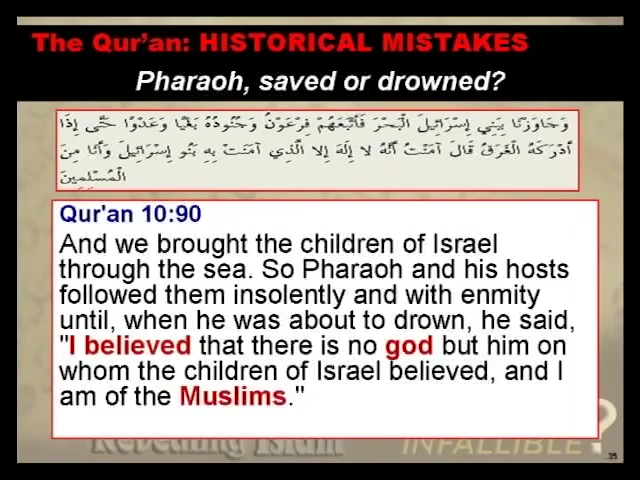 The Qur'an: HISTORICAL MISTAKES
Pharaoh, saved or drowned?
وَجَاوَزْنَا بِبَنِي إِسْرَائِيلَ الْبَحْرَ فَأَتْبَعَهُمْ فِرْعَوْنُ وَجُنُودُهُ بَغْيًا وَعَدْوًا حَتَّى إِذَا
أَدْرَكَهُ الْغَرَقُ قَالَ آمَنْتُ أَنَّهُ لَا إِلَهَ إِلَّا الَّذِي آمَنَتْ بِهِ بَنُو إِسْرَائِيلَ وَأَنَا مِنَ
الْمُسْلِمِينَ
Qur'an 10:90
And we brought the children of Israel
through the sea. So Pharaoh and his hosts
followed them insolently and with enmity
until, when he was about to drown, he said,
"I believed that there is no god but him on
whom the children of Israel believed, and I
am of the Muslims."
Revealing Islam INFALLIBLE?